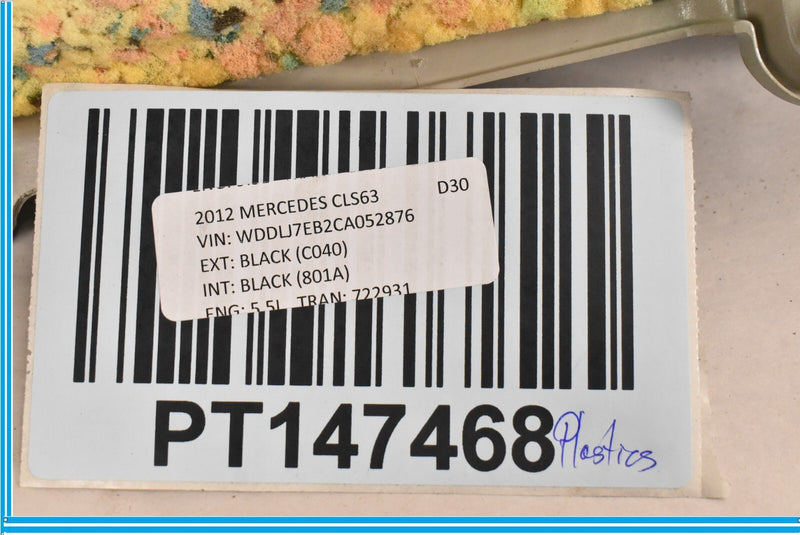 2012 MERCEDES CLS63 D30
VIN: WDDLJ7EB2CA052876
EXT: BLACK (C040)
INT: BLACK (801A)
ENG: 5.5L TRAN: 722931
PT147468 Plastics